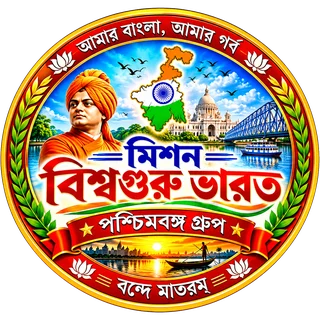 আমার বাংলা, আমার গর্ব
মিশন
বিশ্বগুরু ভারত
পশ্চিমবঙ্গ গ্রুপ
বন্দে মাতরম্